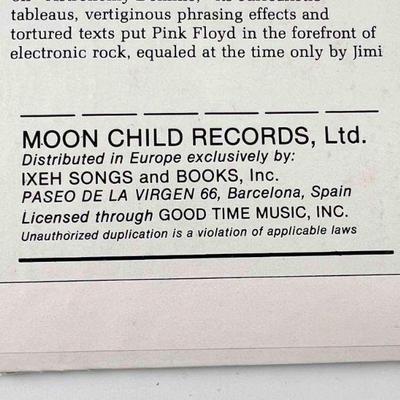 tableaus, vertiginous phrasing effects and
tortured texts put Pink Floyd in the forefront of
electronic rock, equaled at the time only by Jimi
MOON CHILD RECORDS, Ltd.
Distributed in Europe exclusively by:
IXEH SONGS and BOOKS, Inc.
PASEO DE LA VIRGEN 66, Barcelona, Spain
Licensed through GOOD TIME MUSIC, INC.
Unauthorized duplication is a violation of applicable laws